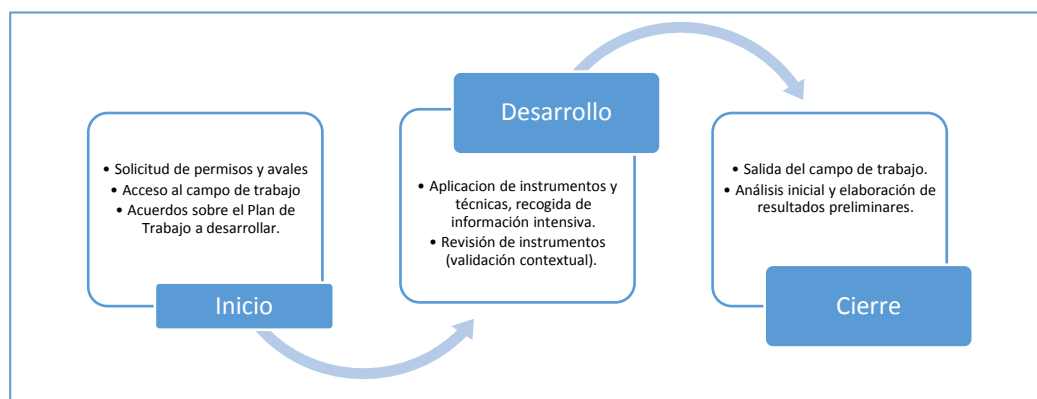 • Solicitud de permisos y avales
• Acceso al campo de trabajo
• Acuerdos sobre el Plan de
Trabajo a desarrollar.
Inicio
Desarrollo
• Aplicacion de instrumentos y
técnicas, recogida de
información intensiva.
• Revisión de instrumentos
(validación contextual).
• Salida del campo de trabajo.
• Análisis inicial y elaboración de
resultados preliminares.
Cierre